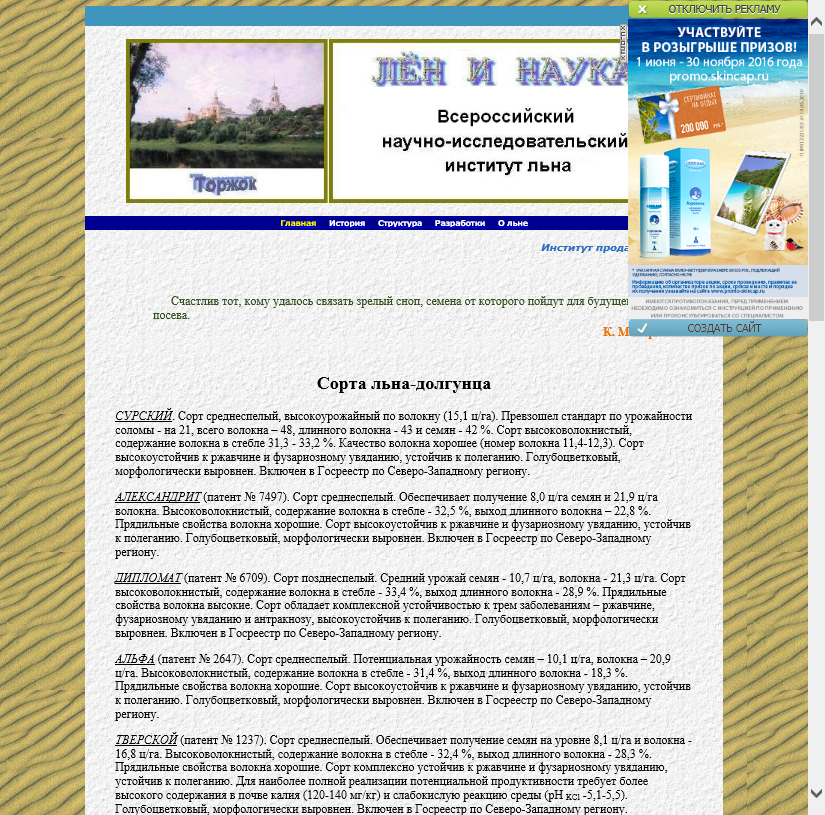 ОТКЛЮЧИТЬ РЕКЛАМУ
УЧАСТВУЙТЕ
В РОЗЫГРЫШЕ ПРИЗОВ!
1 июня - 30 ноября 2016 года
promo.skincap.ru
СЕРТИФИКАТ
НА ОТДЫХ
200 000 РУБ.*
ИМЕЮТСЯ ПРОТИВОПОКАЗАНИЯ, ПЕРЕД ПРИМЕНЕНИЕМ
НЕОБХОДИМО ОЗНАКОМИТЬСЯ С ИНСТРУКЦИЕЙ ПО ПРИМЕНЕНИЮ
ИЛИ ПРОКОНСУЛЬТИРОВАТЬСЯ СО СПЕЦИАЛИСТОМ
СОЗДАТЬ САЙТ
ЛЁН И НАУКА
Всероссийский
научно-исследовательский
институт льна
Торжок
Главная История Структура Разработки О льне
Институт прода
Счастлив тот, кому удалось связать зрелый сноп, семена от которого пойдут для будуще
посева.
К. М
Сорта льна-долгунца
СУРСКИЙ. Сорт среднеспелый, высокоурожайный по волокну (15,1 ц/га). Превзошел стандарт по урожайности
соломы - на 21, всего волокна – 48, длинного волокна - 43 и семян - 42 %. Сорт высоковолокнистый,
содержание волокна в стебле 31,3 - 33,2 %. Качество волокна хорошее (номер волокна 11,4-12,3). Сорт
высокоустойчив к ржавчине и фузариозному увяданию, устойчив к полеганию. Голубоцветковый,
морфологически выровнен. Включен в Госреестр по Северо-Западному региону.
АЛЕКСАНДРИТ (патент № 7497). Сорт среднеспелый. Обеспечивает получение 8,0 ц/га семян и 21,9 ц/га
волокна. Высоковолокнистый, содержание волокна в стебле - 32,5 %, выход длинного волокна – 22,8 %.
Прядильные свойства волокна хорошие. Сорт высокоустойчив к ржавчине и фузариозному увяданию, устойчив
к полеганию. Голубоцветковый, морфологически выровнен. Включен в Госреестр по Северо-Западному
региону.
ДИПЛОМАТ (патент № 6709). Сорт позднеспелый. Средний урожай семян - 10,7 ц/га, волокна - 21,3 ц/га. Сорт
высоковолокнистый, содержание волокна в стебле - 33,4 %, выход длинного волокна - 28,9 %. Прядильные
свойства волокна высокие. Сорт обладает комплексной устойчивостью к трем заболеваниям – ржавчине,
фузариозному увяданию и антракнозу, высокоустойчив к полеганию. Голубоцветковый, морфологически
выровнен. Включен в Госреестр по Северо-Западному региону.
АЛЬФА (патент № 2647). Сорт среднеспелый. Потенциальная урожайность семян – 10,1 ц/га, волокна – 20,9
ц/га. Высоковолокнистый, содержание волокна в стебле - 31,4 %, выход длинного волокна - 18,3 %.
Прядильные свойства волокна хорошие. Сорт высокоустойчив к ржавчине и фузариозному увяданию, устойчив
к полеганию. Голубоцветковый, морфологически выровнен. Включен в Госреестр по Северо-Западному
региону.
ТВЕРСКОЙ (патент № 1237). Сорт среднеспелый. Обеспечивает получение семян на уровне 8,1 ц/га и волокна -
16,8 ц/га. Высоковолокнистый, содержание волокна в стебле - 32,4 %, выход длинного волокна - 28,3 %.
Прядильные свойства волокна хорошие. Сорт комплексно устойчив к ржавчине и фузариозному увяданию,
устойчив к полеганию. Для наиболее полной реализации потенциальной продуктивности требует более
высокого содержания в почве калия (120-140 мг/кг) и слабокислую реакцию среды (pH KCl -5,1-5,5).
Голубоцветковый, морфологически выровнен. Включен в Госреестр по Северо-Западному региону.